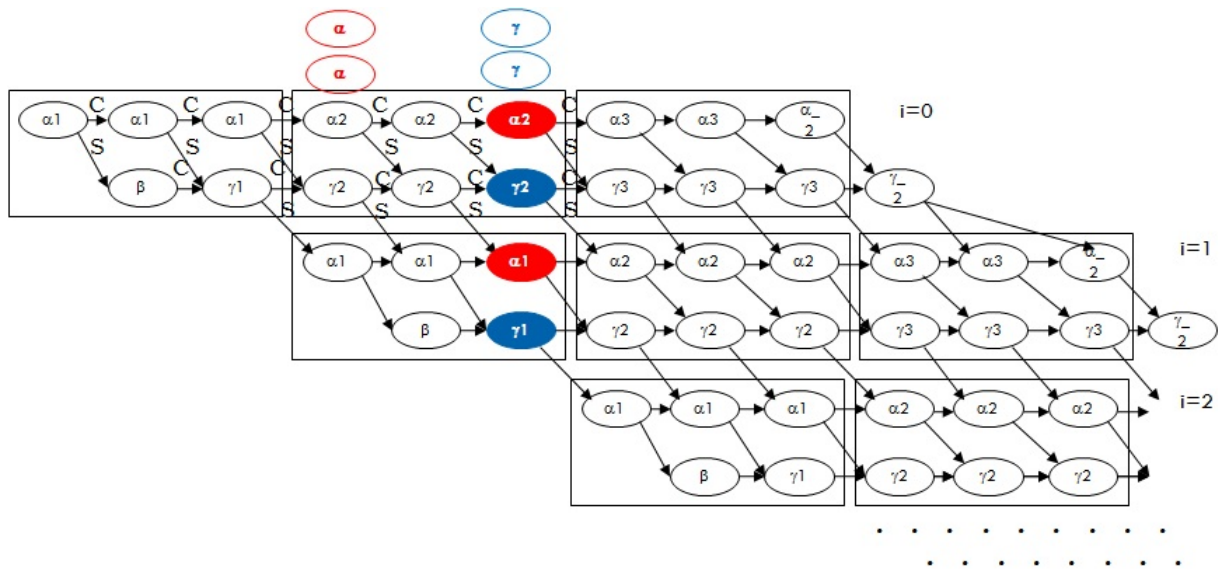 α γ
α γ
C C C C C C
α1 α1 α1 α2 α2 α2 α3 α3 α_2 i=0
S S S S S S
C C C C C
β γ1 γ2 γ2 γ2 γ3 γ3 γ3 γ_2
S S S S
α1 α1 α1 α2 α2 α2 α3 α3 α_2 i=1
β γ1 γ2 γ2 γ2 γ3 γ3 γ3 γ_2
α1 α1 α1 α2 α2 α2 i=2
β γ1 γ2 γ2 γ2